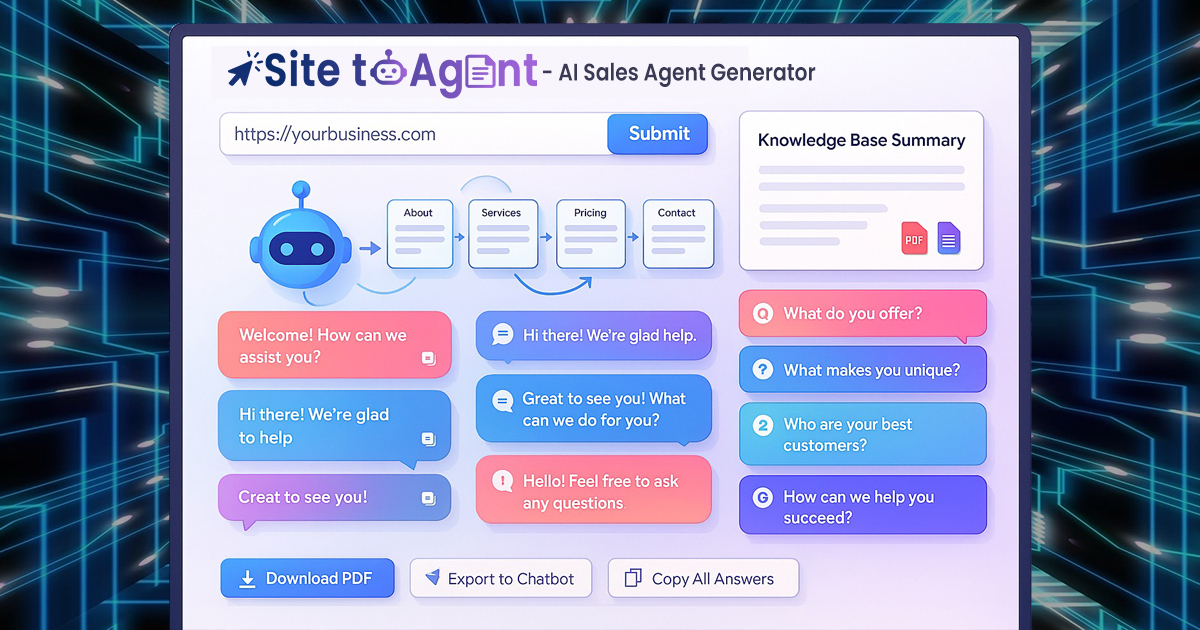 Site to Agent - AI Sales Agent Generator
https://yourbusiness.com
Submit
Knowledge Base Summary
PDF
About
Services
Pricing
Contact
Welcome! How can we
assist you?
Hi there! We're glad
to help
Creat to see you!
Hi there! We're glad help.
Great to see you! What
can we do for you?
Hello! Feel free to ask
any questions.
Q What do you offer?
? What makes you unique?
2 Who are your best
customers?
G How can we help you
succeed?
Download PDF
Export to Chatbot
Copy All Answers